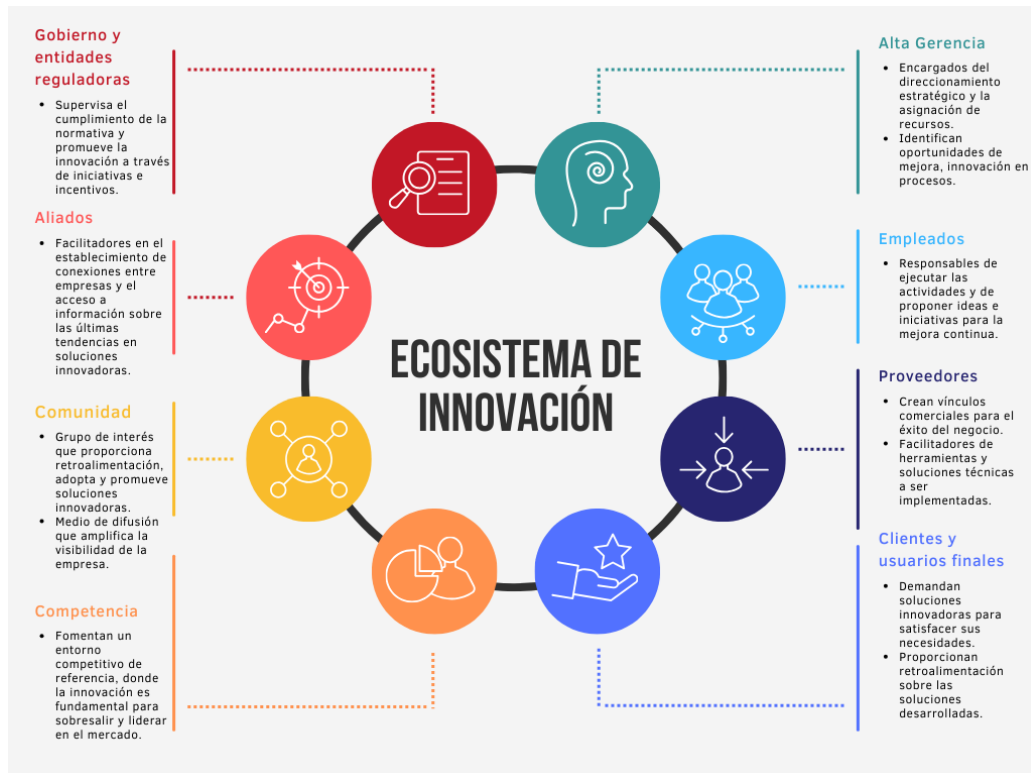 Gobierno y
entidades
reguladoras
• Supervisa el
cumplimiento de la
normativa y
promueve la
innovación a través
de iniciativas e
incentivos.
Aliados
• Facilitadores en el
establecimiento de
conexiones entre
empresas y el
acceso a
información sobre
las últimas
tendencias en
soluciones
innovadoras.
Comunidad
• Grupo de interés
que proporciona
retroalimentación,
adopta y promueve
soluciones
innovadoras.
• Medio de difusión
que amplifica la
visibilidad de la
empresa.
Competencia
• Fomentan un
entorno
competitivo de
referencia, donde
la innovación es
fundamental para
sobresalir y liderar
en el mercado.
ECOSISTEMA DE
INNOVACIÓN
Alta Gerencia
• Encargados del
direccionamiento
estratégico y la
asignación de
recursos.
• Identifican
oportunidades de
mejora, innovación en
procesos.
Empleados
• Responsables de
ejecutar las
actividades y de
proponer ideas e
iniciativas para la
mejora continua.
Proveedores
• Crean vínculos
comerciales para el
éxito del negocio.
• Facilitadores de
herramientas y
soluciones técnicas
a ser
implementadas.
Clientes y
usuarios finales
• Demandan
soluciones
innovadoras para
satisfacer sus
necesidades.
• Proporcionan
retroalimentación
sobre las
soluciones
desarrolladas.